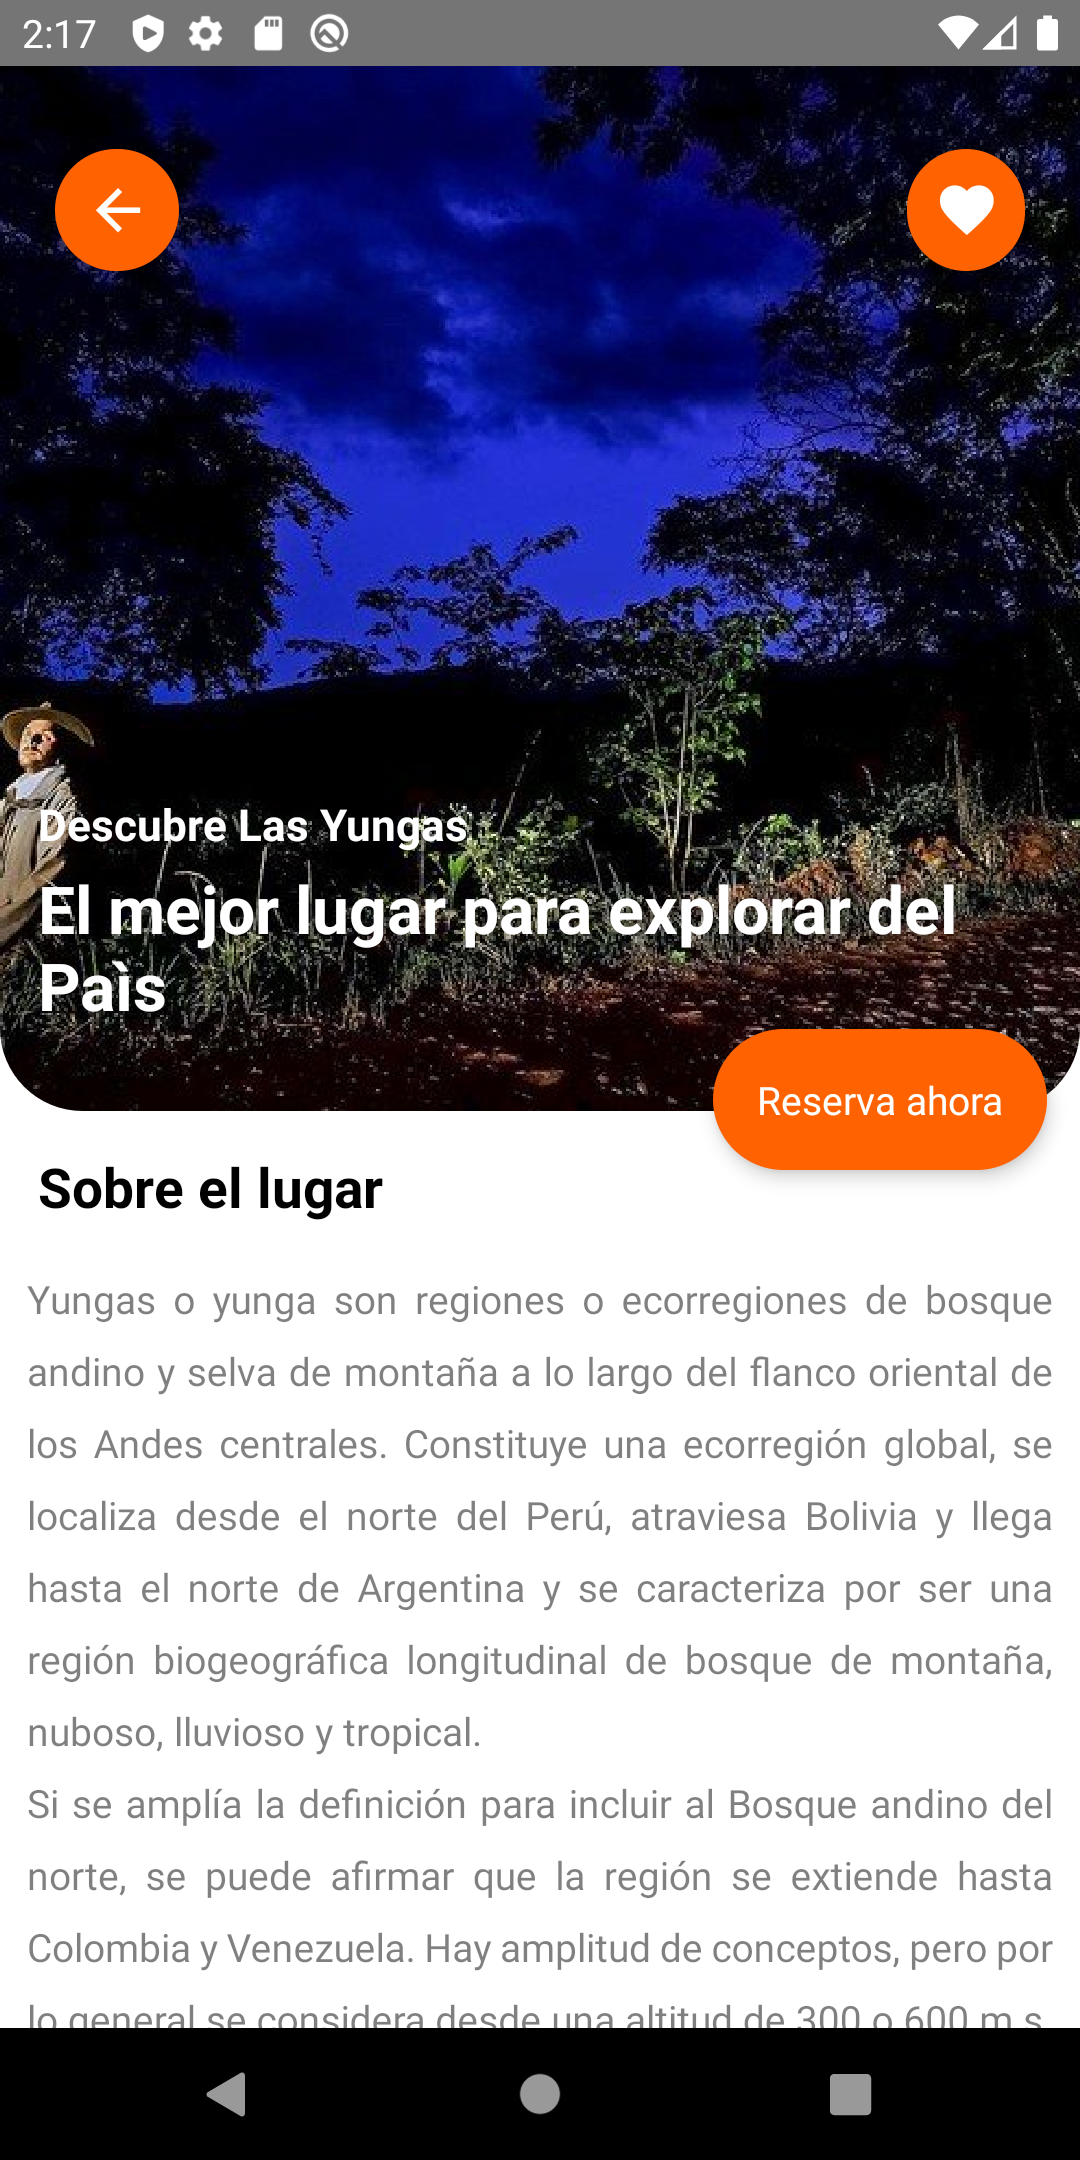 2:17
Descubre Las Yungas
El mejor lugar para explorar del
Paìs
Reserva ahora
Sobre el lugar
Yungas o yunga son regiones o ecorregiones de bosque
andino y selva de montaña a lo largo del flanco oriental de
los Andes centrales. Constituye una ecorregión global, se
localiza desde el norte del Perú, atraviesa Bolivia y llega
hasta el norte de Argentina y se caracteriza por ser una
región biogeográfica longitudinal de bosque de montaña,
nuboso, lluvioso y tropical.
Si se amplía la definición para incluir al Bosque andino del
norte, se puede afirmar que la región se extiende hasta
Colombia y Venezuela. Hay amplitud de conceptos, pero por
lo general se considera desde una altitud de 300 o 600 m s.